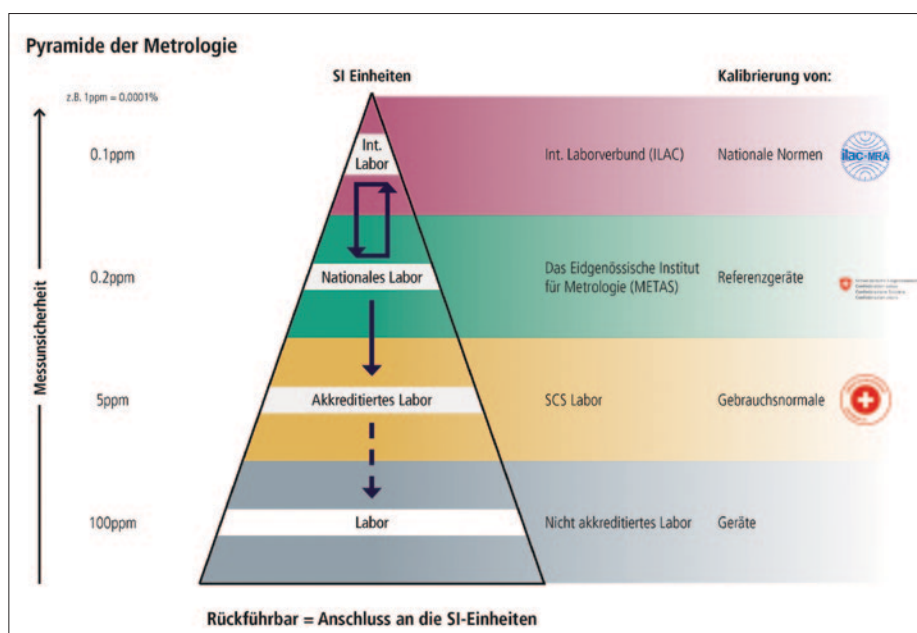 Pyramide der Metrologie
SI Einheiten
Kalibrierung von:
z.B. 1ppm = 0.0001%
0.1ppm
Int.
Labor
Int. Laborverbund (ILAC)
Nationale Normen
ilac-MRA
0.2ppm
Nationales Labor
Das Eidgenössische Institut
für Metrologie (METAS)
Referenzgeräte
Messunsicherheit
5ppm
Akkreditiertes Labor
SCS Labor
Gebrauchsnormale
100ppm
Labor
Nicht akkreditiertes Labor
Geräte
Rückführbar = Anschluss an die SI-Einheiten